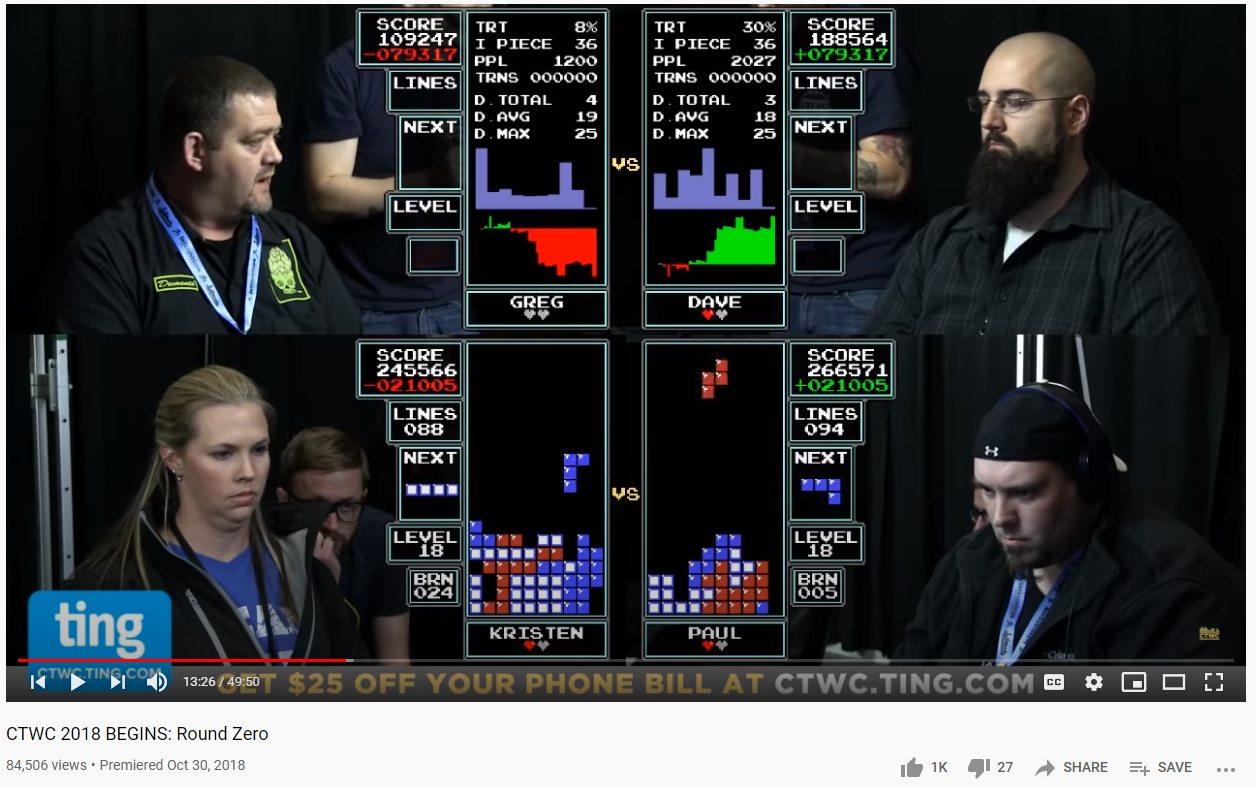 SCORE
109247
-079317
LINES
NEXT
LEVEL
TRT 8%
I PIECE 36
PPL 1200
TRNS 000000
D.TOTAL 4
D.AVG 19
D.MAX 25
GREG
VS
TRT 30%
I PIECE 36
PPL 2027
TRNS 000000
D.TOTAL 3
D.AVG 18
D.MAX 25
DAVE
SCORE
188564
+079317
LINES
NEXT
LEVEL
Dementi
SCORE
245566
-021005
LINES
088
NEXT
LEVEL
18
BRN
024
KRISTEN
VS
PAUL
SCORE
266571
+021005
LINES
094
NEXT
LEVEL
18
BRN
005
CTWC
ting
CTWC.TING.COM
GET $25 OFF YOUR PHONE BILL AT CTWC.TING.COM
13:26 / 49:50
CC
CTWC 2018 BEGINS: Round Zero
84,506 views • Premiered Oct 30, 2018
1K 27 SHARE SAVE